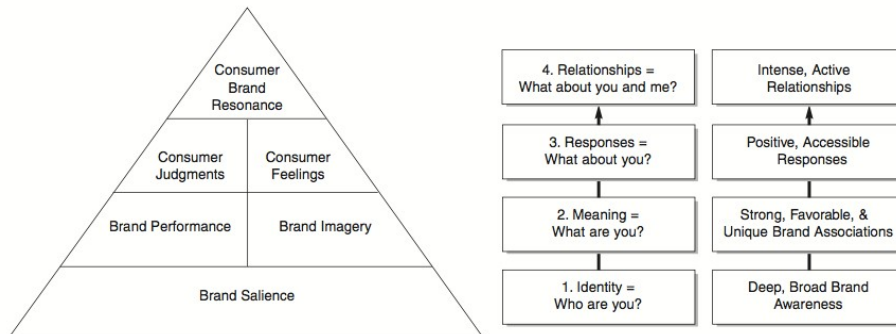 Consumer
Brand
Resonance
Consumer
Judgments
Consumer
Feelings
Brand Performance
Brand Imagery
Brand Salience
4. Relationships =
What about you and me?
3. Responses =
What about you?
2. Meaning =
What are you?
1. Identity =
Who are you?
Intense, Active
Relationships
Positive, Accessible
Responses
Strong, Favorable, &
Unique Brand Associations
Deep, Broad Brand
Awareness